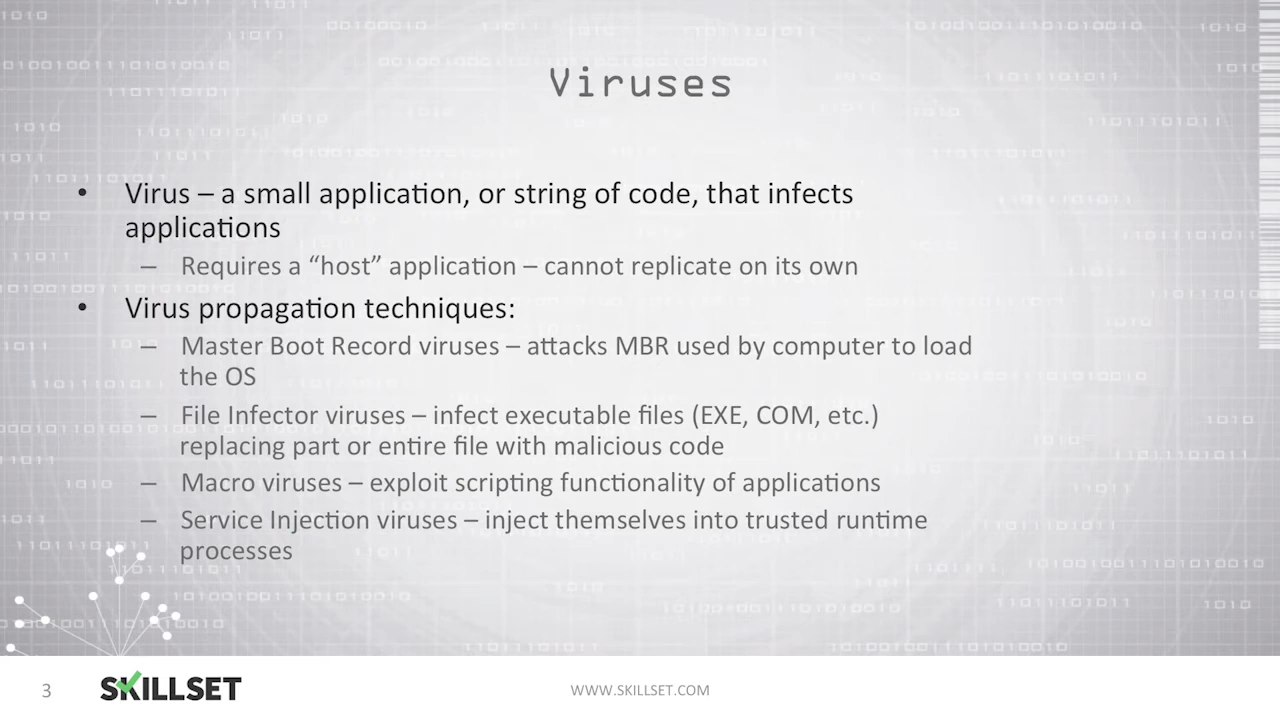 Viruses
• Virus – a small application, or string of code, that infects
applications
– Requires a “host” application – cannot replicate on its own
• Virus propagation techniques:
– Master Boot Record viruses – attacks MBR used by computer to load
the OS
– File Infector viruses – infect executable files (EXE, COM, etc.)
replacing part or entire file with malicious code
– Macro viruses – exploit scripting functionality of applications
– Service Injection viruses – inject themselves into trusted runtime
processes
3
SKILLSET
WWW.SKILLSET.COM